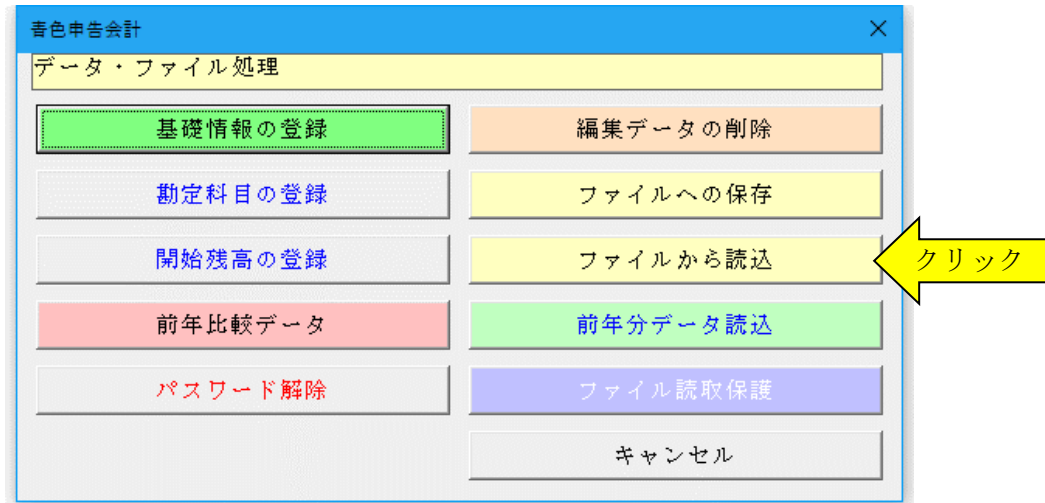 青色申告会計
データ・ファイル処理
基礎情報の登録
編集データの削除
勘定科目の登録
ファイルへの保存
開始残高の登録
ファイルから読込
クリック
前年比較データ
前年分データ読込
パスワード解除
ファイル読取保護
キャンセル